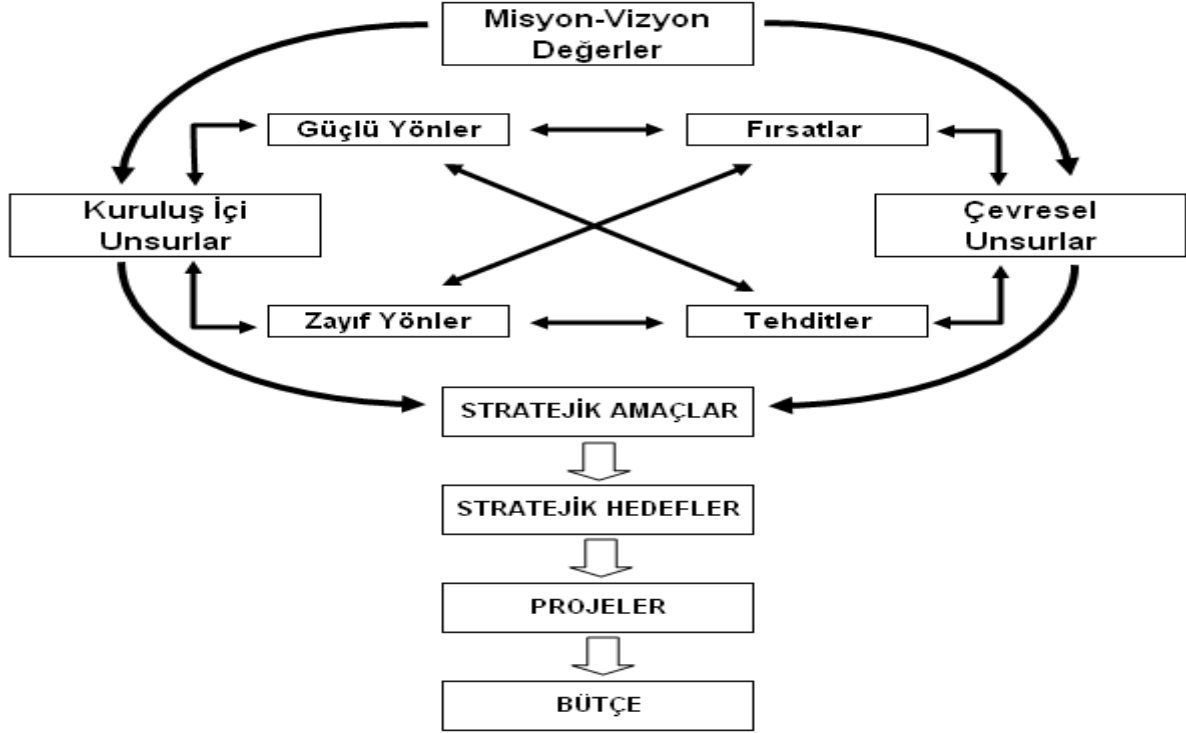 Misyon-Vizyon
Değerler
Güçlü Yönler
Fırsatlar
Kuruluş İçi
Unsurlar
Çevresel
Unsurlar
Zayıf Yönler
Tehditler
STRATEJİK AMAÇLAR
STRATEJİK HEDEFLER
PROJELER
BÜTÇE